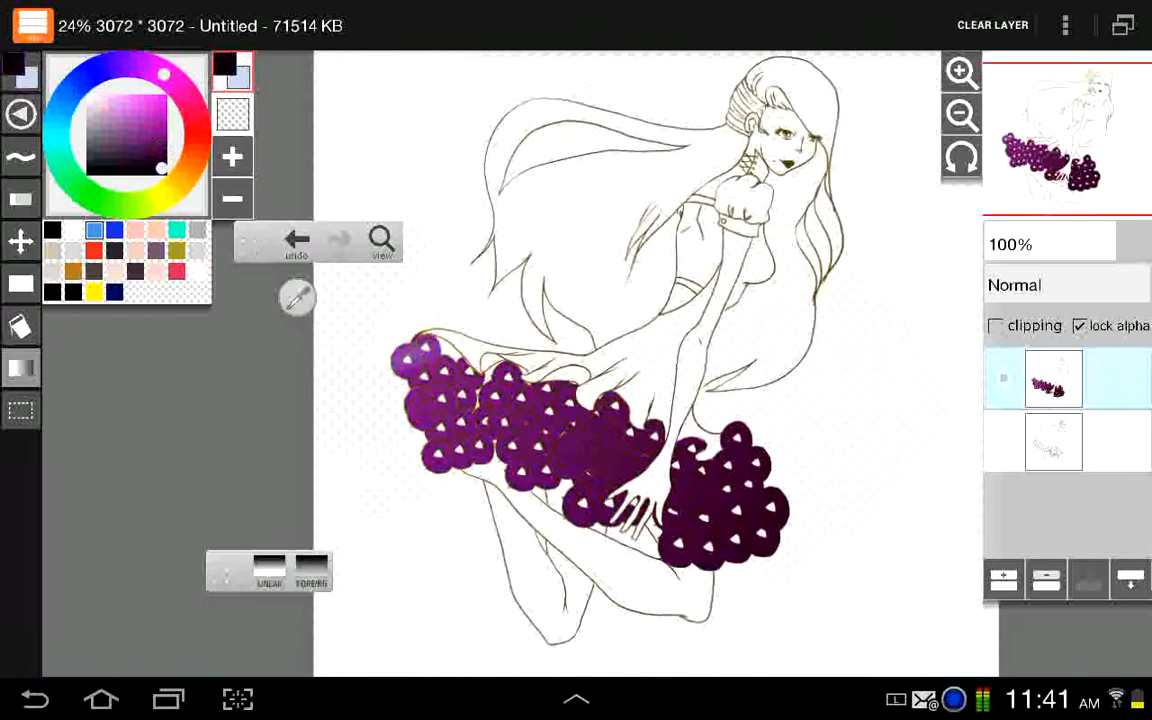 24% 3072 * 3072 - Untitled - 71514 KB
CLEAR LAYER
undo
view
100%
Normal
clipping
lock alpha
LINEAR
FORE/BG
L
11:41 AM